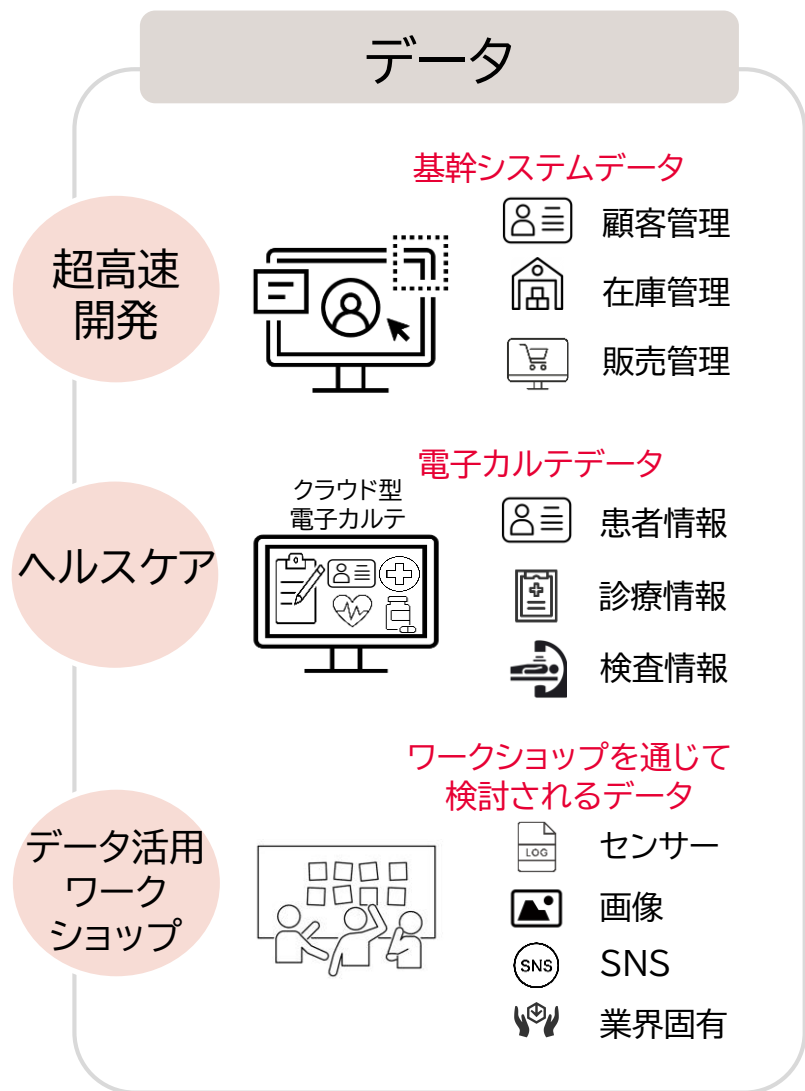 データ
超高速
開発
基幹システムデータ
顧客管理
在庫管理
販売管理
ヘルスケア
クラウド型
電子カルテ
電子カルテデータ
患者情報
診療情報
検査情報
データ活用
ワーク
ショップ
ワークショップを通じて
検討されるデータ
LOG
センサー
画像
SNS
SNS
業界固有